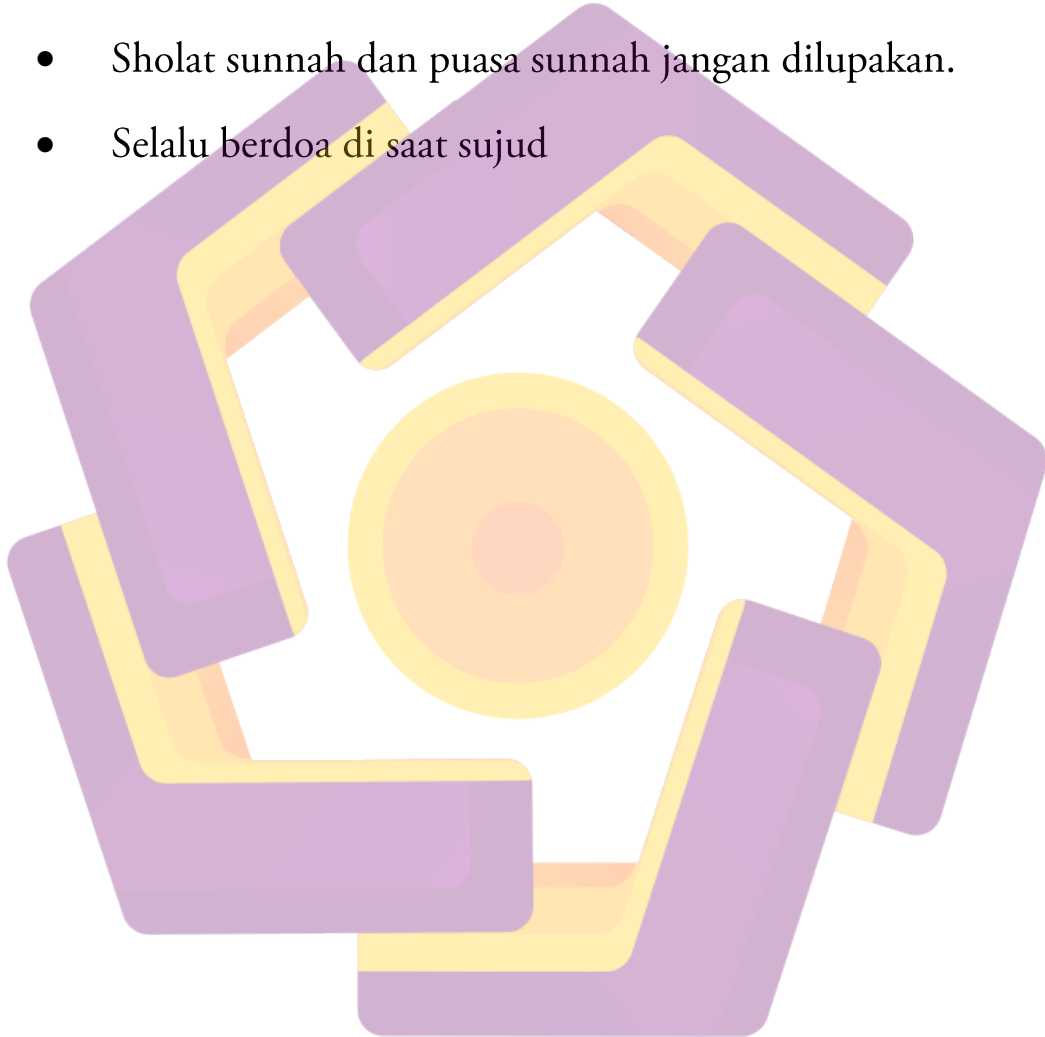 • Sholat sunnah dan puasa sunnah jangan dilupakan.
• Selalu berdoa di saat sujud